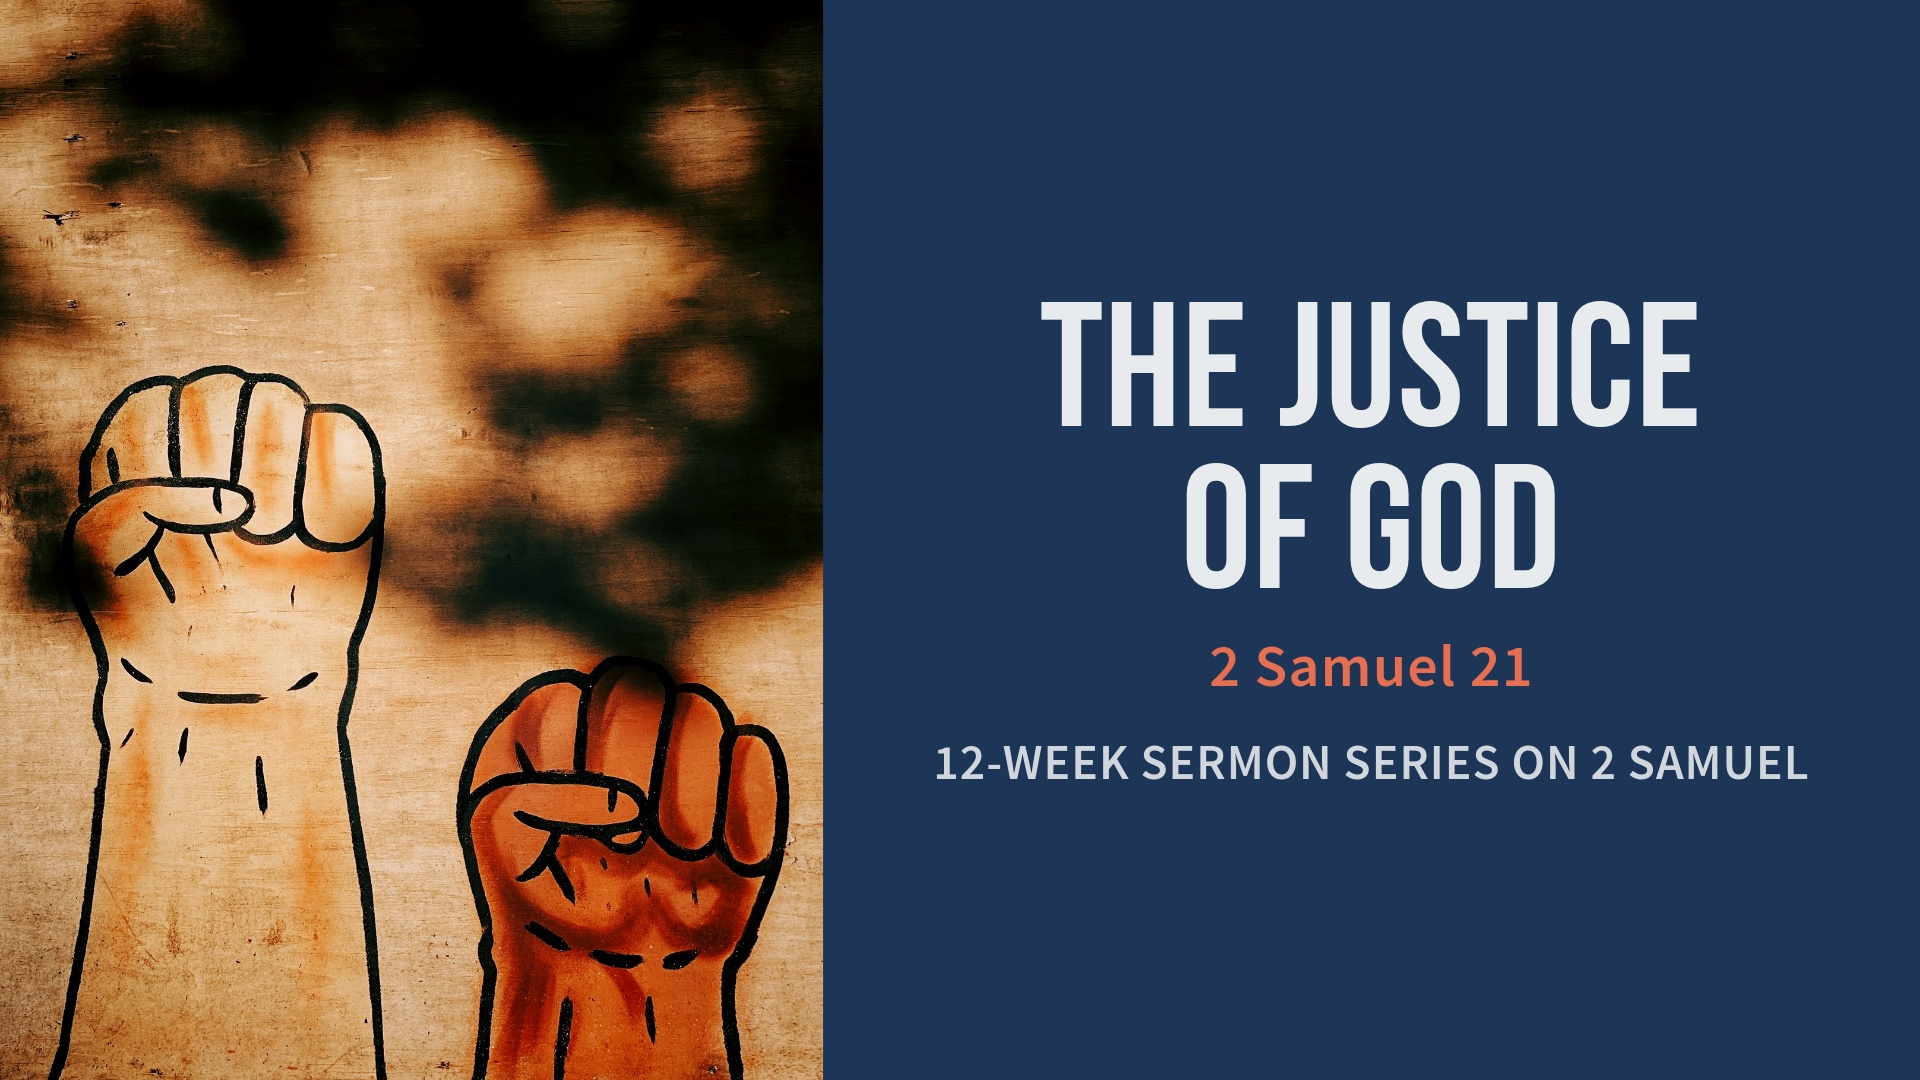 THE JUSTICE
OF GOD
2 Samuel 21
12-WEEK SERMON SERIES ON 2 SAMUEL